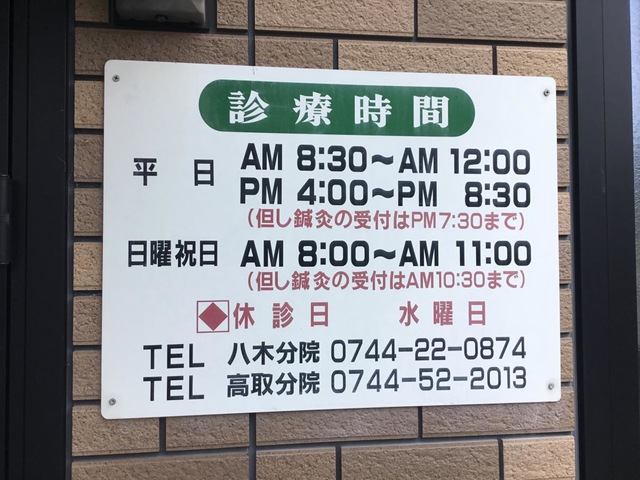 診療時間
平日 AM 8:30〜AM 12:00
PM 4:00〜PM 8:30
(但し鍼灸の受付はPM7:30まで)
日曜祝日 AM 8:00〜AM 11:00
(但し鍼灸の受付はAM10:30まで)
休診日 水曜日
TEL 八木分院 0744-22-0874
TEL 高取分院 0744-52-2013